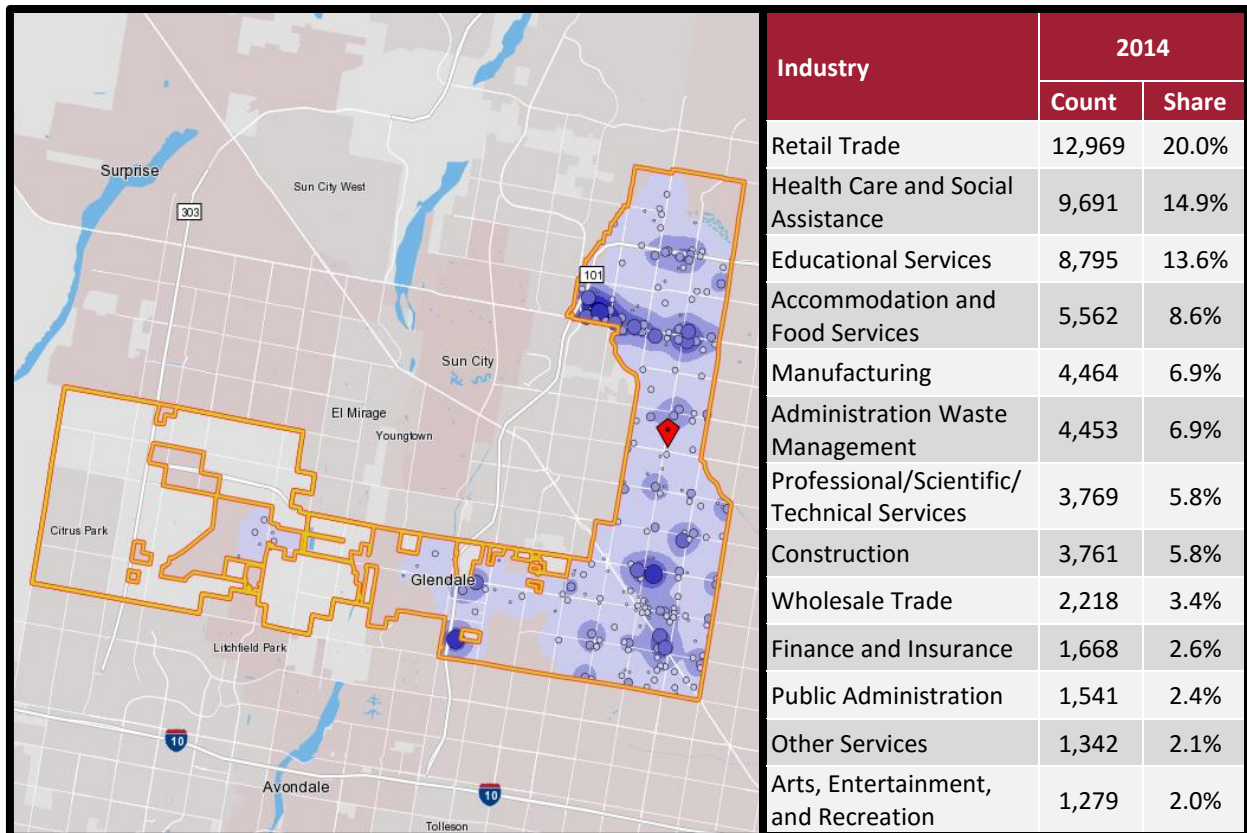 Surprise
Sun City West
303
101
Sun City
El Mirage
Youngtown
Citrus Park
Glendale
Litchfield Park
10
Avondale
10
Tolleson
Industry
2014
Count Share
Retail Trade 12,969 20.0%
Health Care and Social
Assistance 9,691 14.9%
Educational Services 8,795 13.6%
Accommodation and
Food Services 5,562 8.6%
Manufacturing 4,464 6.9%
Administration Waste
Management 4,453 6.9%
Professional/Scientific/
Technical Services 3,769 5.8%
Construction 3,761 5.8%
Wholesale Trade 2,218 3.4%
Finance and Insurance 1,668 2.6%
Public Administration 1,541 2.4%
Other Services 1,342 2.1%
Arts, Entertainment,
and Recreation 1,279 2.0%